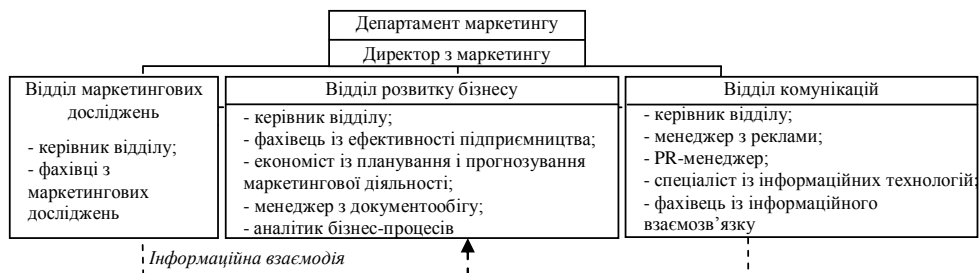 Департамент маркетингу
Директор з маркетингу
Відділ маркетингових
досліджень
- керівник відділу;
- фахівці з
маркетингових
досліджень
Відділ розвитку бізнесу
- керівник відділу;
- фахівець із ефективності підприємництва;
- економіст із планування і прогнозування
маркетингової діяльності;
- менеджер з документообігу;
- аналітик бізнес-процесів
Відділ комунікацій
- керівник відділу;
- менеджер з реклами;
- PR-менеджер;
- спеціаліст із інформаційних технологій;
- фахівець із інформаційного
взаємозв’язку
Інформаційна взаємодія